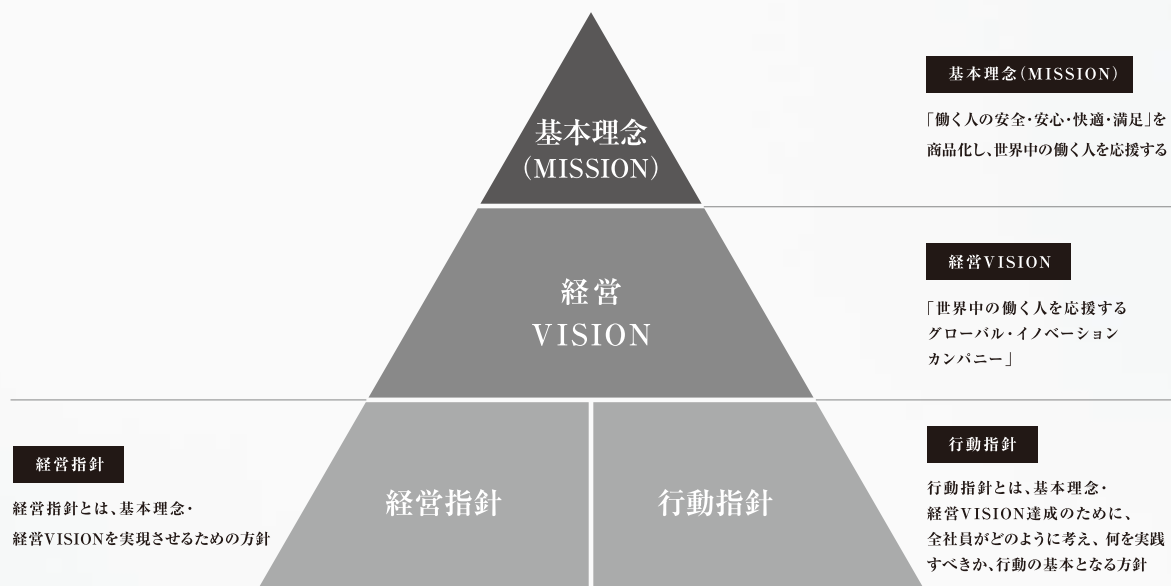 基本理念
(MISSION)
経営
VISION
経営指針
行動指針
基本理念(MISSION)
「働く人の安全・安心・快適・満足」を
商品化し、世界中の働く人を応援する
経営VISION
「世界中の働く人を応援する
グローバル・イノベーション
カンパニー」
経営指針
経営指針とは、基本理念・
経営VISIONを実現させるための方針
行動指針
行動指針とは、基本理念・
経営VISION達成のために、
全社員がどのように考え、何を実践
すべきか、行動の基本となる方針